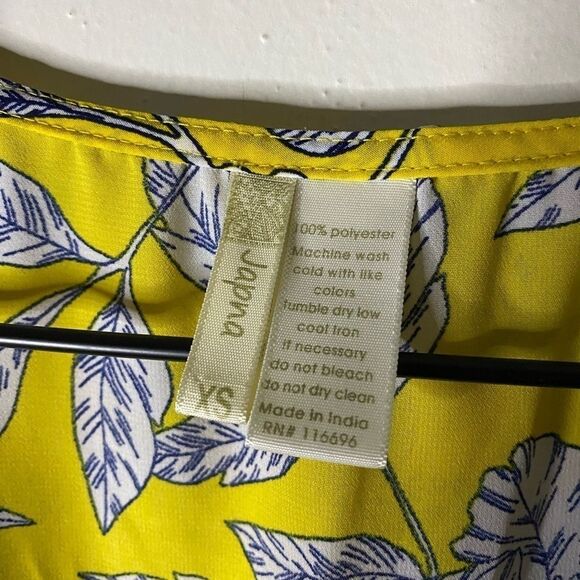 Japna
YS
100% polyester
Machine wash
cold with like
colors
Tumble dry low
cool iron
if necessary
do not bleach
do not dry clean
Made in India
RN# 116696